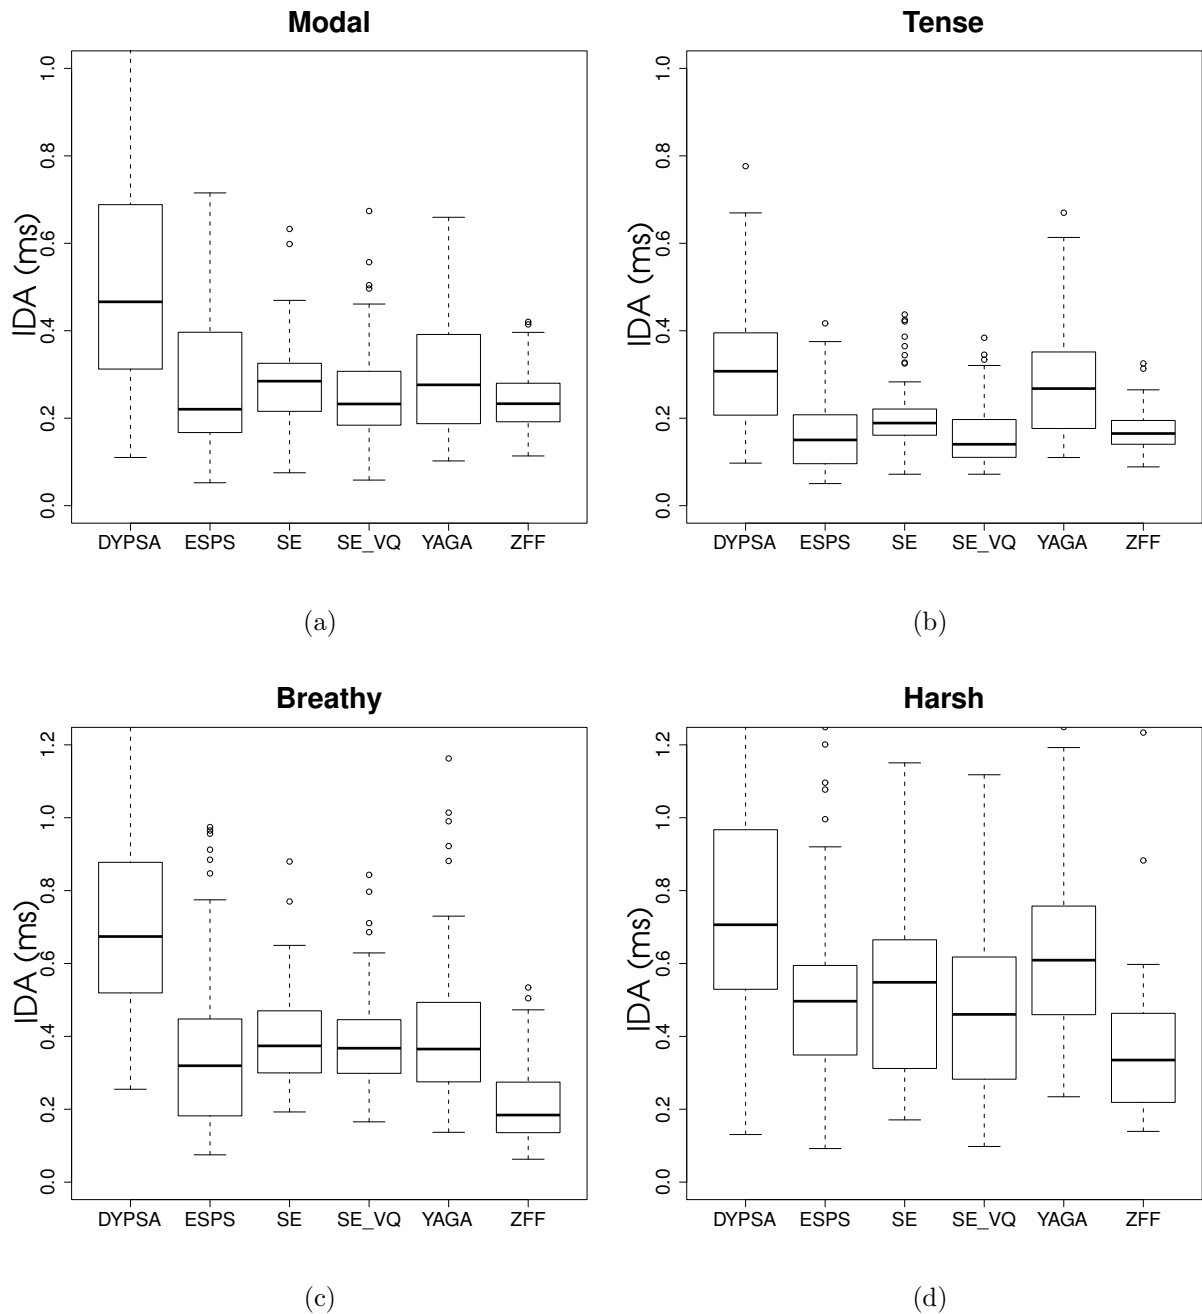 Modal
IDA (ms)
0.0 0.2 0.4 0.6 0.8 1.0
DYPSA ESPS SE SE_VQ YAGA ZFF
(a)
Tense
IDA (ms)
0.0 0.2 0.4 0.6 0.8 1.0
DYPSA ESPS SE SE_VQ YAGA ZFF
(b)
Breathy
IDA (ms)
0.0 0.2 0.4 0.6 0.8 1.0 1.2
DYPSA ESPS SE SE_VQ YAGA ZFF
(c)
Harsh
IDA (ms)
0.0 0.2 0.4 0.6 0.8 1.0 1.2
DYPSA ESPS SE SE_VQ YAGA ZFF
(d)